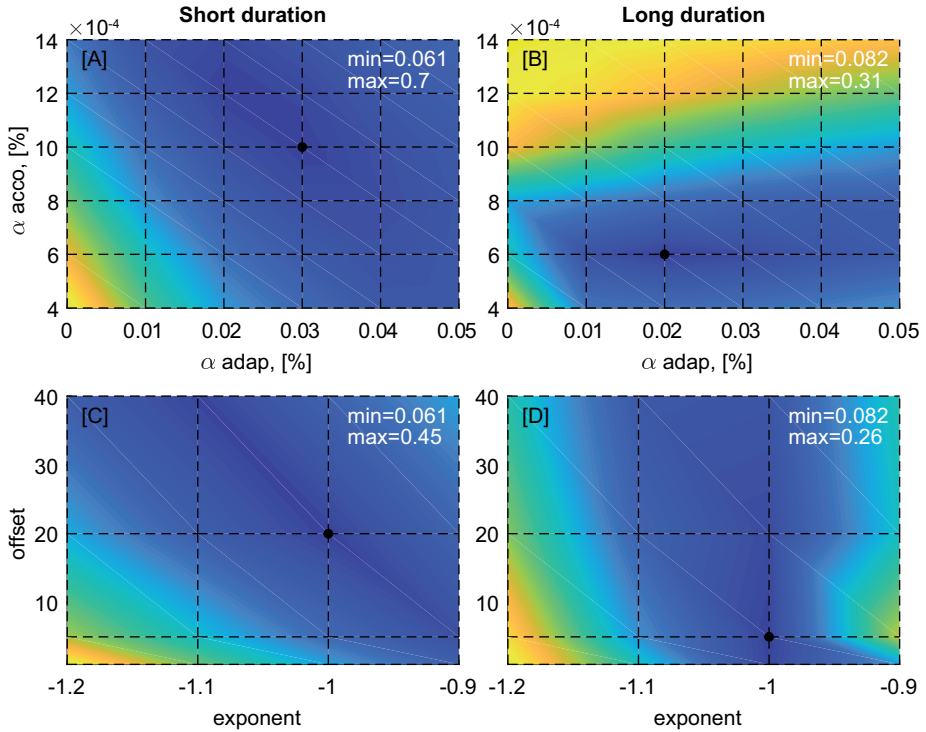 Short duration
Long duration
×10⁻⁴
×10⁻⁴
[A]
min=0.061
max=0.7
[B]
min=0.082
max=0.31
14
12
10
8
6
4
α acco, [%]
14
12
10
8
6
4
0 0.01 0.02 0.03 0.04 0.05
0 0.01 0.02 0.03 0.04 0.05
α adap, [%]
α adap, [%]
[C]
min=0.061
max=0.45
[D]
min=0.082
max=0.26
40
30
20
10
offset
40
30
20
10
-1.2 -1.1 -1 -0.9
-1.2 -1.1 -1 -0.9
exponent
exponent